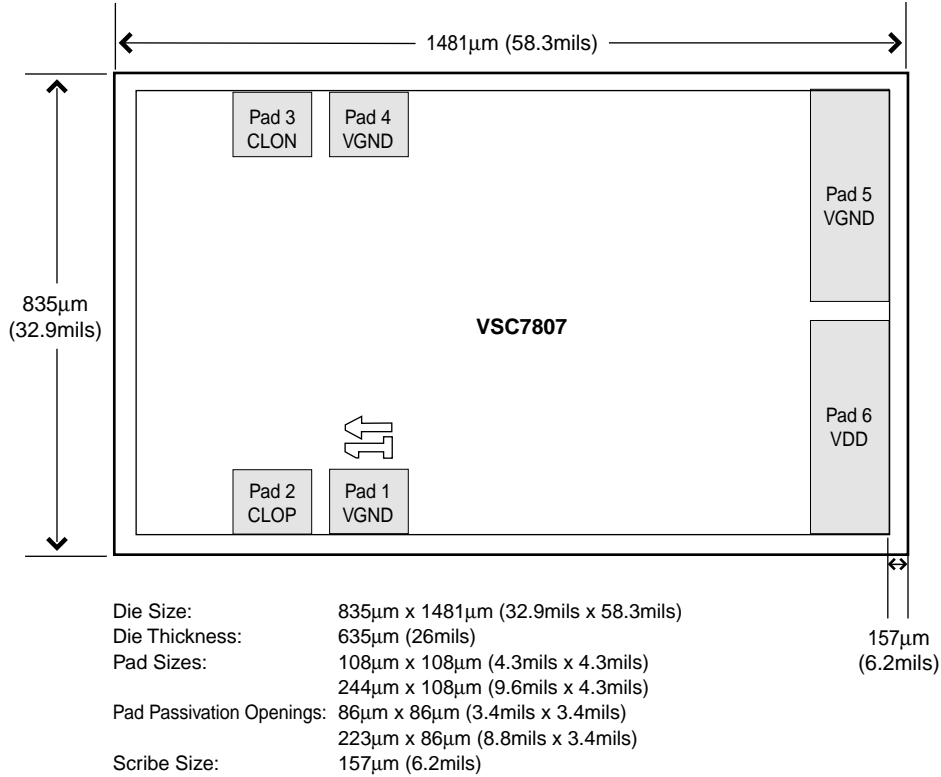 1481µm (58.3mils)
Pad 3
CLON
Pad 4
VGND
Pad 5
VGND
835µm
(32.9mils)
VSC7807
Pad 6
VDD
Pad 2
CLOP
Pad 1
VGND
157µm
(6.2mils)
Die Size: 835µm x 1481µm (32.9mils x 58.3mils)
Die Thickness: 635µm (26mils)
Pad Sizes: 108µm x 108µm (4.3mils x 4.3mils)
244µm x 108µm (9.6mils x 4.3mils)
Pad Passivation Openings: 86µm x 86µm (3.4mils x 3.4mils)
223µm x 86µm (8.8mils x 3.4mils)
Scribe Size: 157µm (6.2mils)